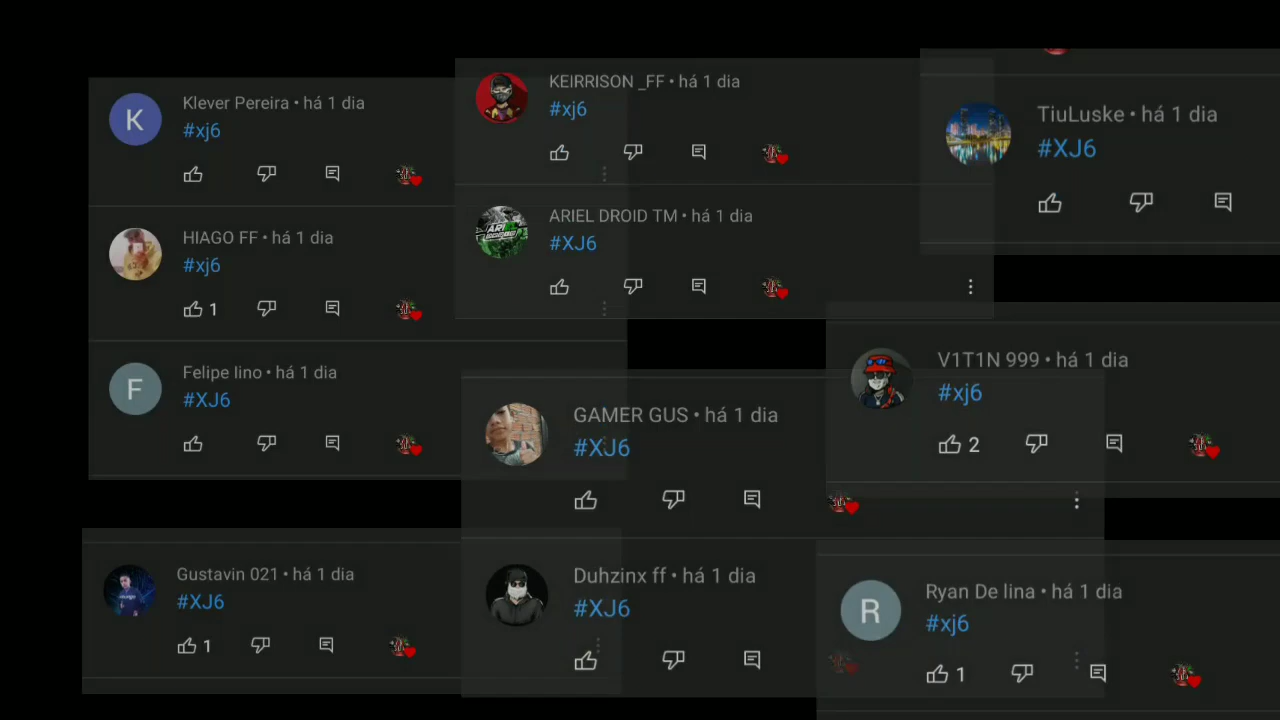 Klever Pereira • há 1 dia
#xj6
HIAGO FF • há 1 dia
#xj6
1
Felipe lino • há 1 dia
#XJ6
KEIRRISON _FF • há 1 dia
#xj6
ARIEL DROID TM • há 1 dia
#XJ6
TiuLuske • há 1 dia
#XJ6
V1T1N 999 • há 1 dia
#xj6
2
GAMER GUS • há 1 dia
#XJ6
Duhzinx ff • há 1 dia
#XJ6
Gustavin 021 • há 1 dia
#XJ6
1
Ryan De lina • há 1 dia
#xj6
1
K
F
R